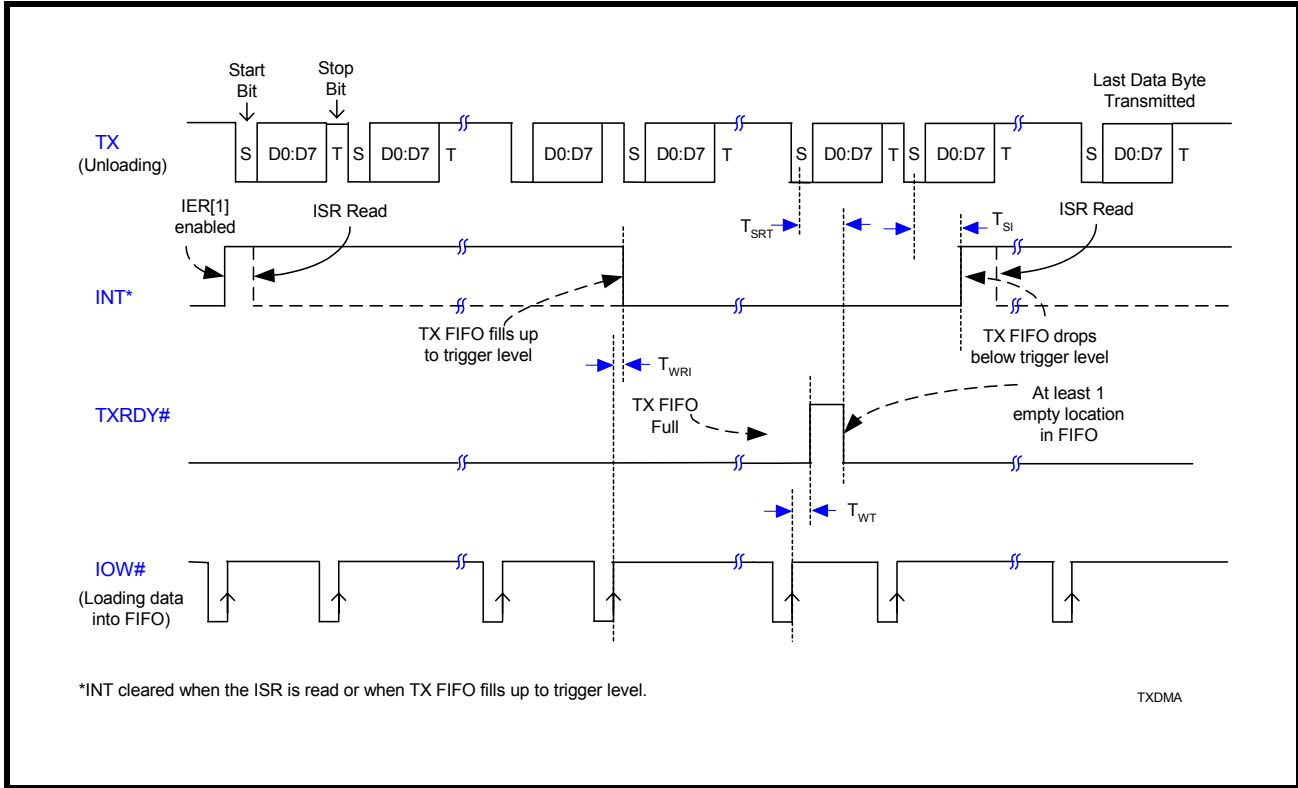 Start
Bit
Stop
Bit
Last Data Byte
Transmitted
TX
(Unloading)
S D0:D7 T S D0:D7 T D0:D7 S D0:D7 T S D0:D7 T S D0:D7 T S D0:D7 T
IER[1]
enabled
ISR Read
TSRT
TSI
ISR Read
INT*
TX FIFO fills up
to trigger level
TX FIFO drops
below trigger level
TWRI
TXRDY#
TX FIFO
Full
At least 1
empty location
in FIFO
TWT
IOW#
(Loading data
into FIFO)
*INT cleared when the ISR is read or when TX FIFO fills up to trigger level.
TXDMA